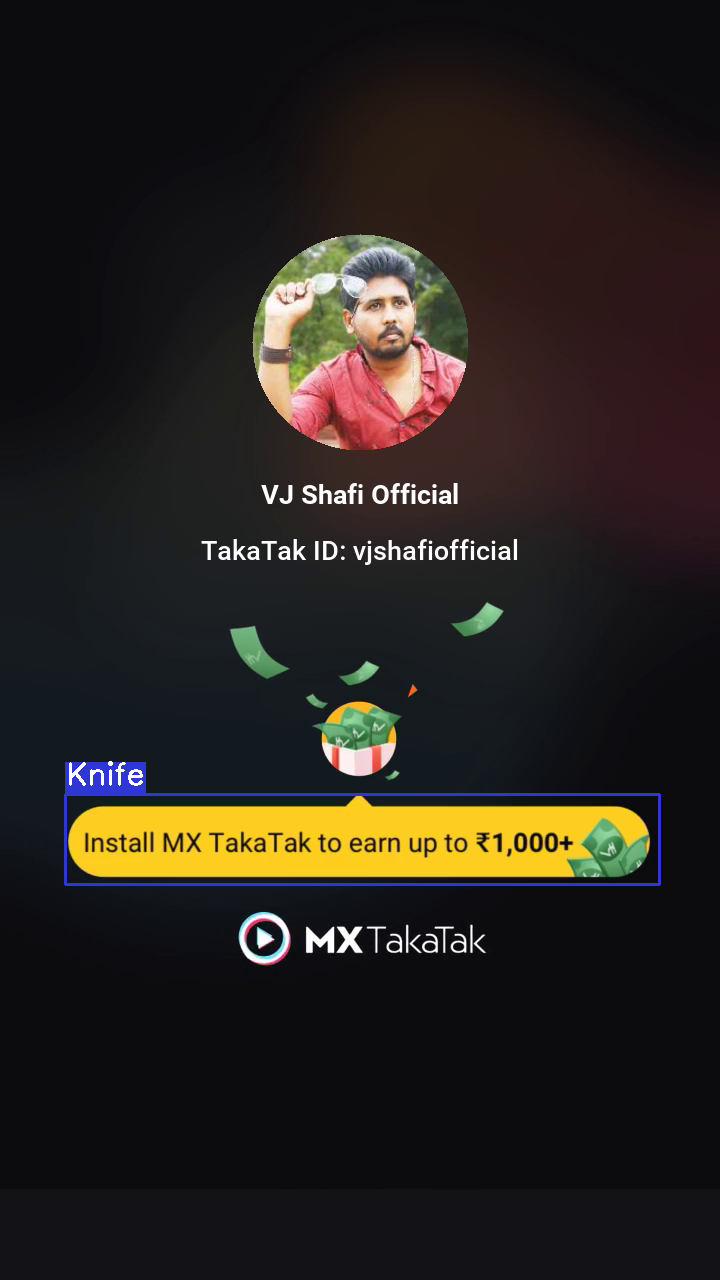 VJ Shafi Official
TakaTak ID: vjshafiofficial
Knife
Install MX TakaTak to earn up to ₹1,000+
MX TakaTak